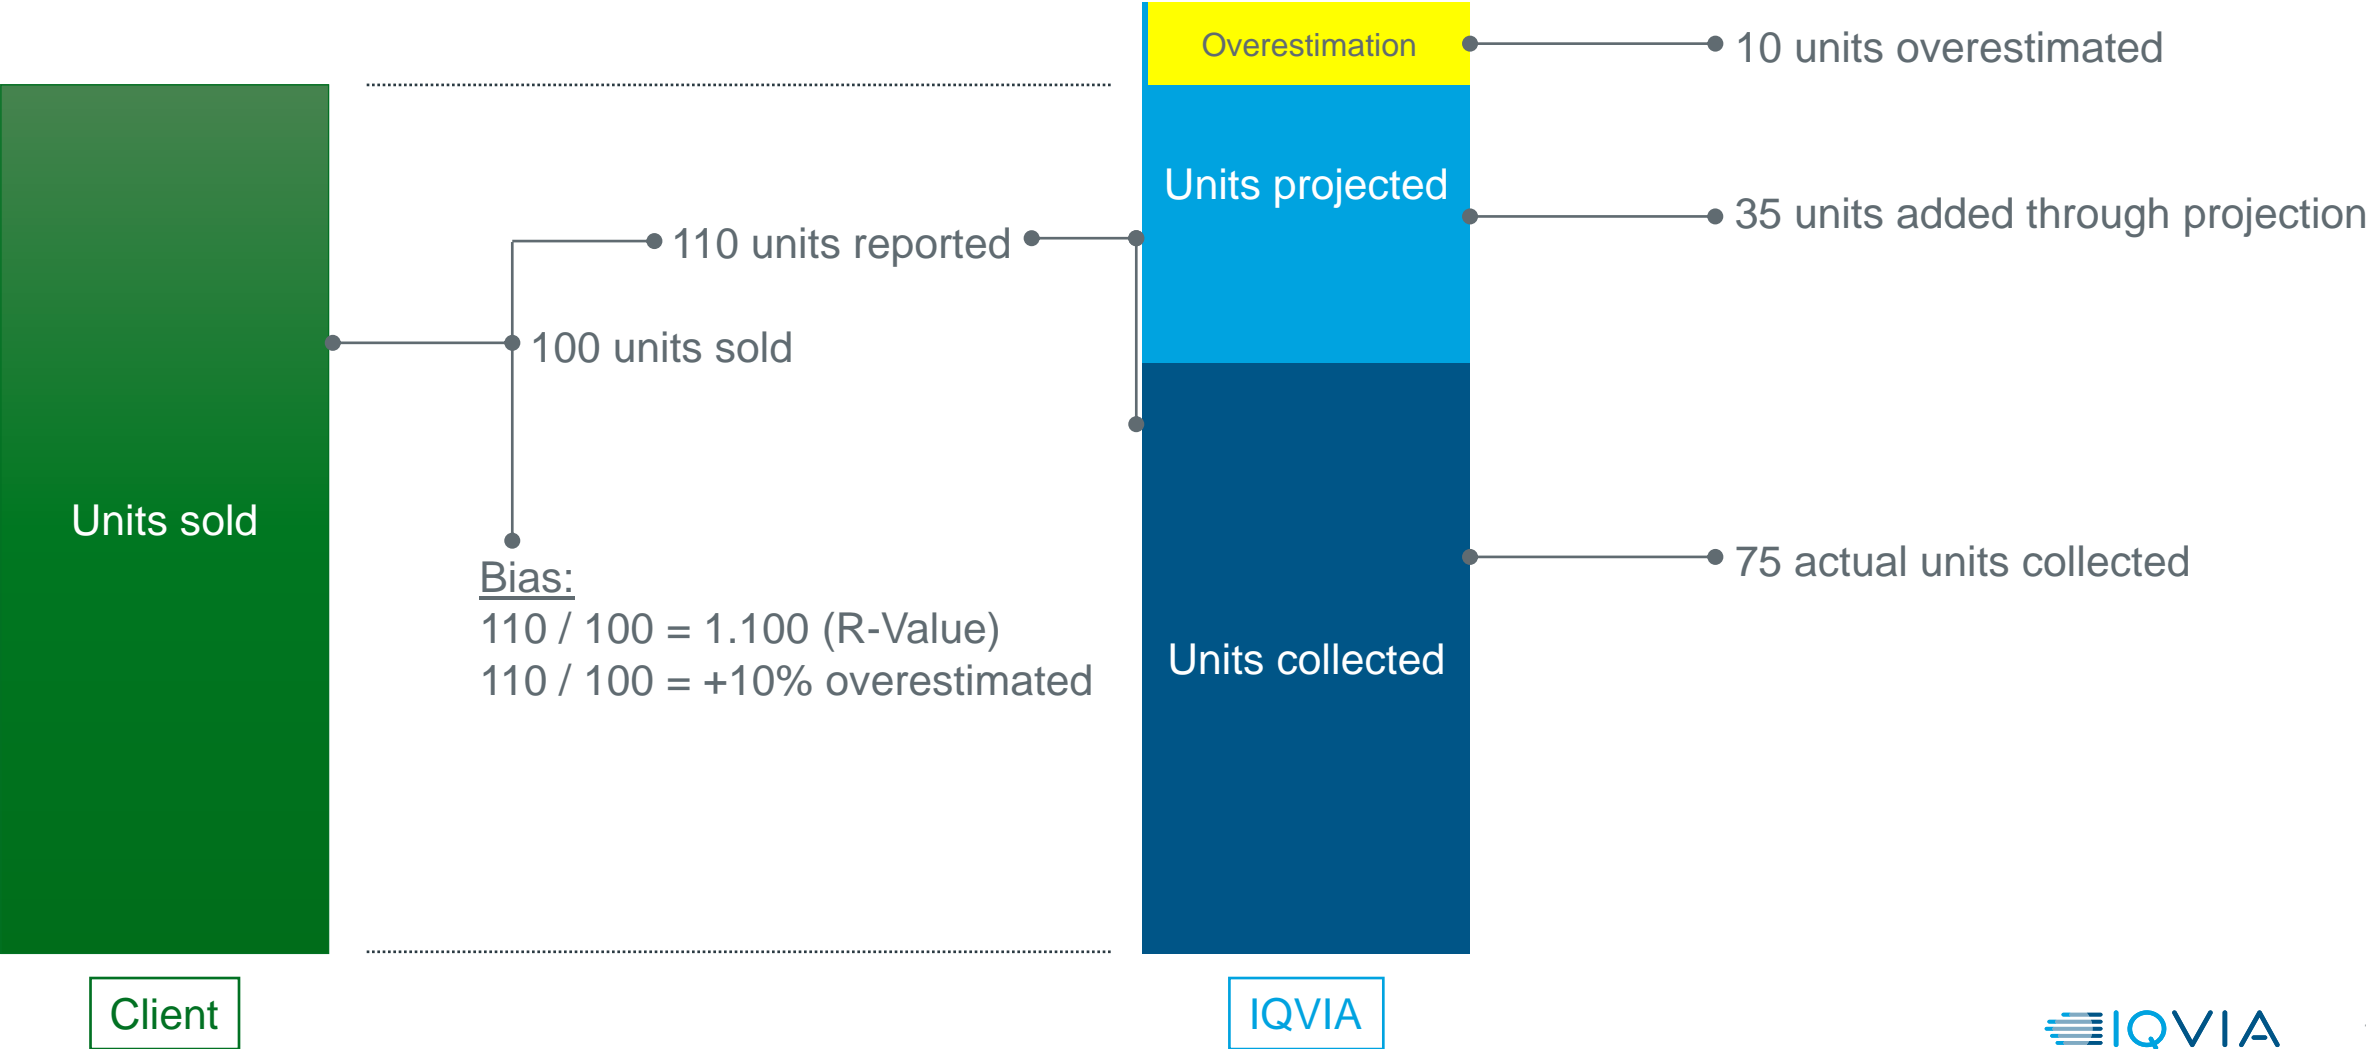 Overestimation
10 units overestimated
Units projected
35 units added through projection
110 units reported
100 units sold
Units sold
75 actual units collected
Bias:
110 / 100 = 1.100 (R-Value)
110 / 100 = +10% overestimated
Units collected
Client
IQVIA
IQVIA